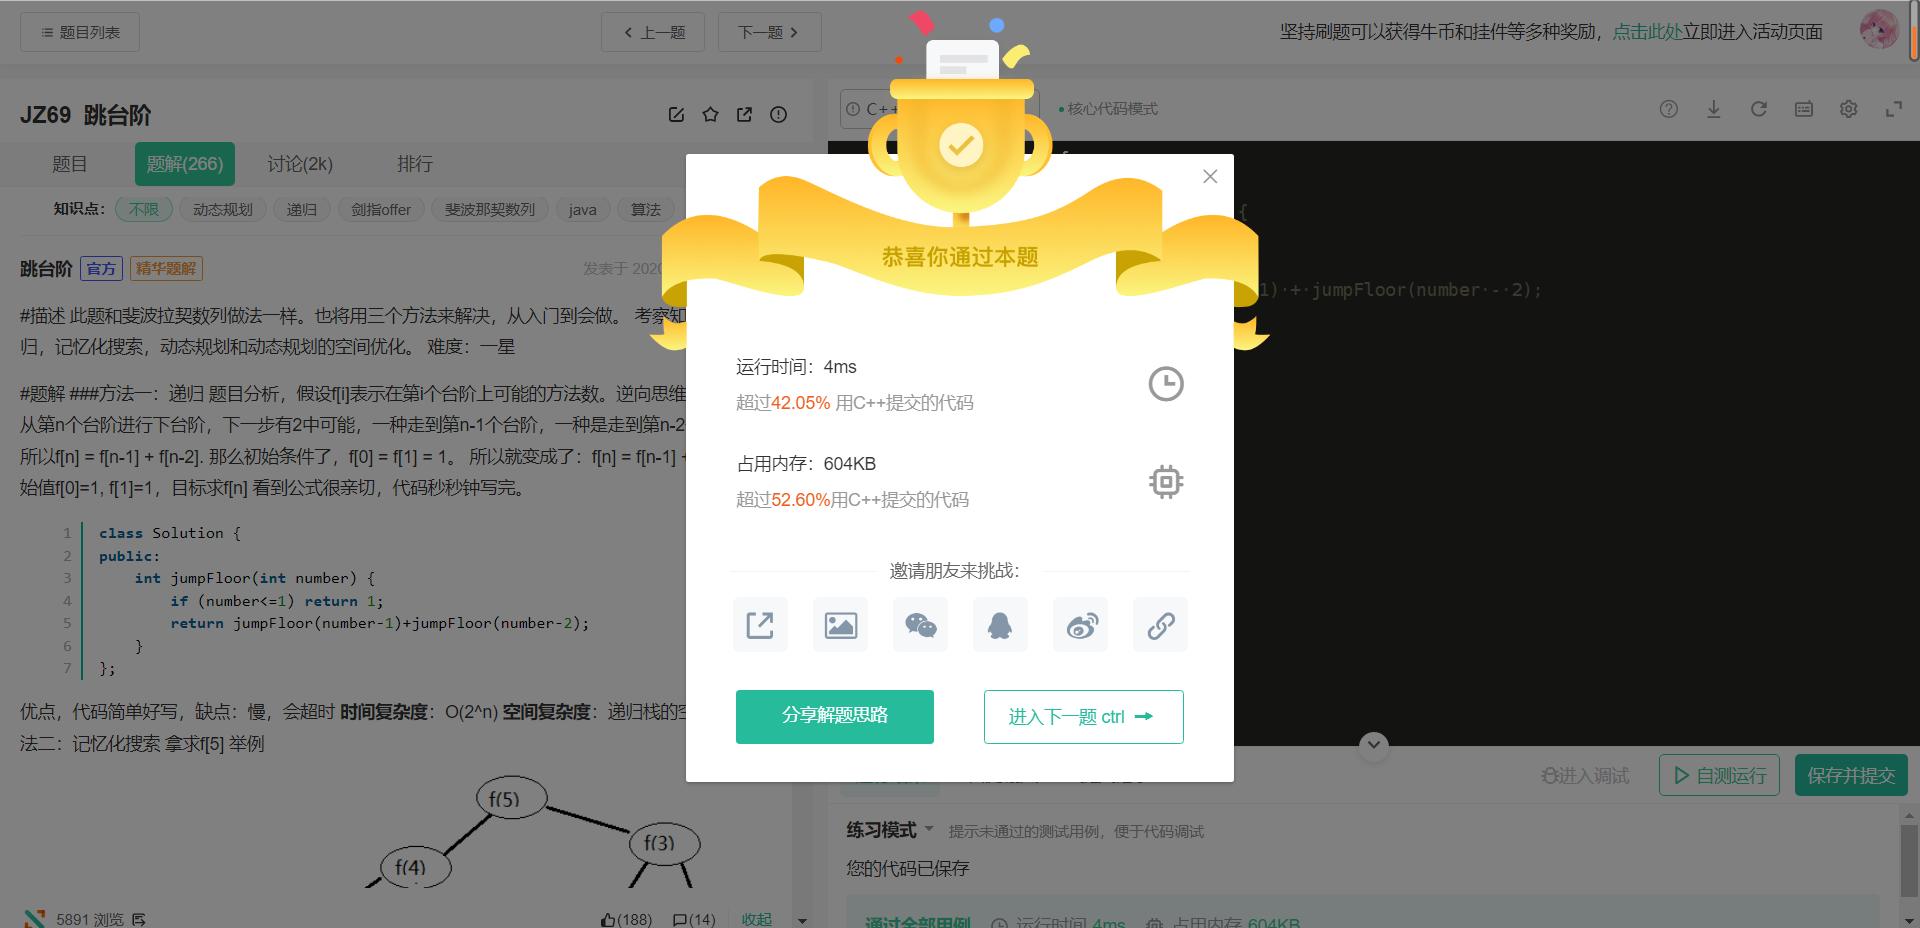 题目列表
上一题
下一题
坚持刷题可以获得牛币和挂件等多种奖励，点击此处立即进入活动页面
JZ69 跳台阶
题目
题解(266)
讨论(2k)
排行
知识点：
不限
动态规划
递归
剑指offer
斐波那契数列
java
算法
跳台阶 官方 精华题解
发表于 2020
#描述 此题和斐波拉契数列做法一样。也将用三个方法来解决，从入门到会做。 考察知
归，记忆化搜索，动态规划和动态规划的空间优化。 难度：一星
#题解 ###方法一：递归 题目分析，假设f[i]表示在第i个台阶上可能的方法数。逆向思维
从第n个台阶进行下台阶，下一步有2中可能，一种走到第n-1个台阶，一种是走到第n-2
所以f[n] = f[n-1] + f[n-2]. 那么初始条件了，f[0] = f[1] = 1。 所以就变成了：f[n] = f[n-1] +
始值f[0]=1, f[1]=1，目标求f[n] 看到公式很亲切，代码秒秒钟写完。
1 class Solution {
2 public:
3 int jumpFloor(int number) {
4 if (number<=1) return 1;
5 return jumpFloor(number-1)+jumpFloor(number-2);
6 }
7 };
优点，代码简单好写，缺点：慢，会超时 时间复杂度：O(2^n) 空间复杂度：递归栈的空
法二：记忆化搜索 拿求f[5] 举例
f(5)
f(3)
f(4)
5891 浏览
(188)
(14)
收起
C++
核心代码模式
{
{
1) + jumpFloor(number - 2);
恭喜你通过本题
运行时间：4ms
超过42.05% 用C++提交的代码
占用内存：604KB
超过52.60%用C++提交的代码
邀请朋友来挑战：
分享解题思路
进入下一题 ctrl
进入调试
自测运行
保存并提交
练习模式
提示未通过的测试用例，便于代码调试
您的代码已保存
通过全部用例
运行时间 4ms
占用内存 604KB